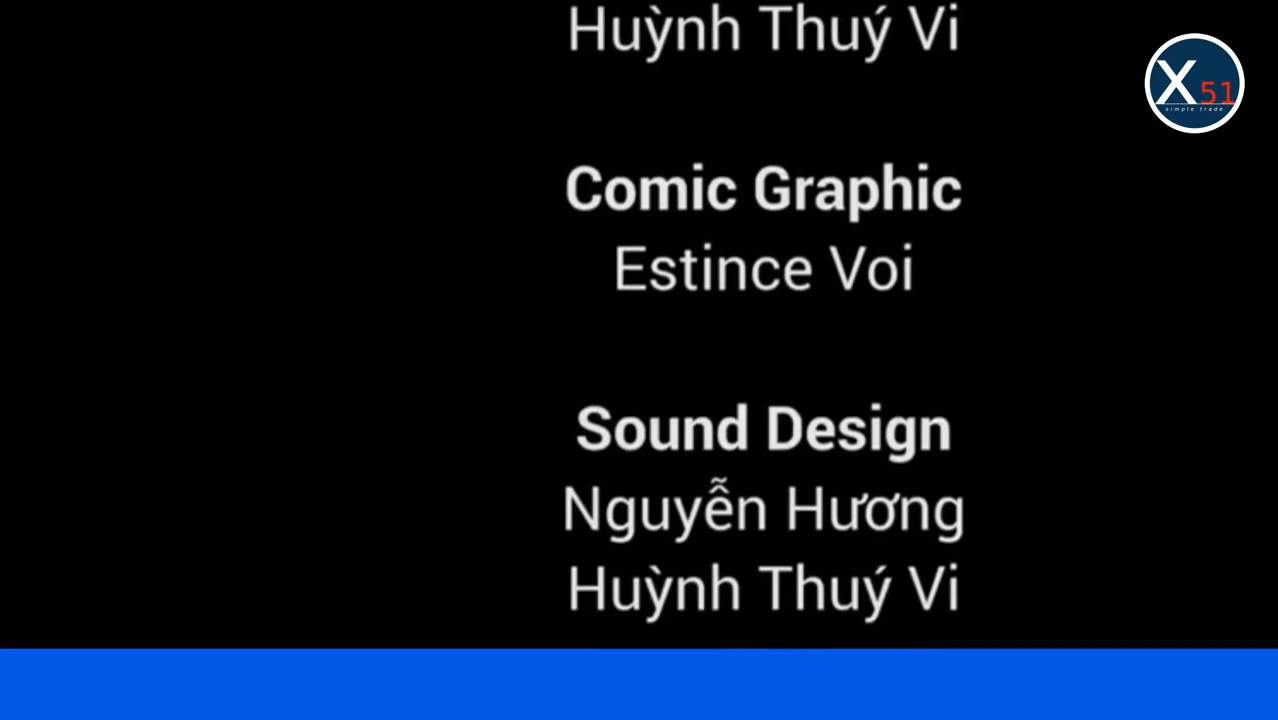 Huỳnh Thuý Vi
X51
simple trade
Comic Graphic
Estince Voi
Sound Design
Nguyễn Hương
Huỳnh Thuý Vi